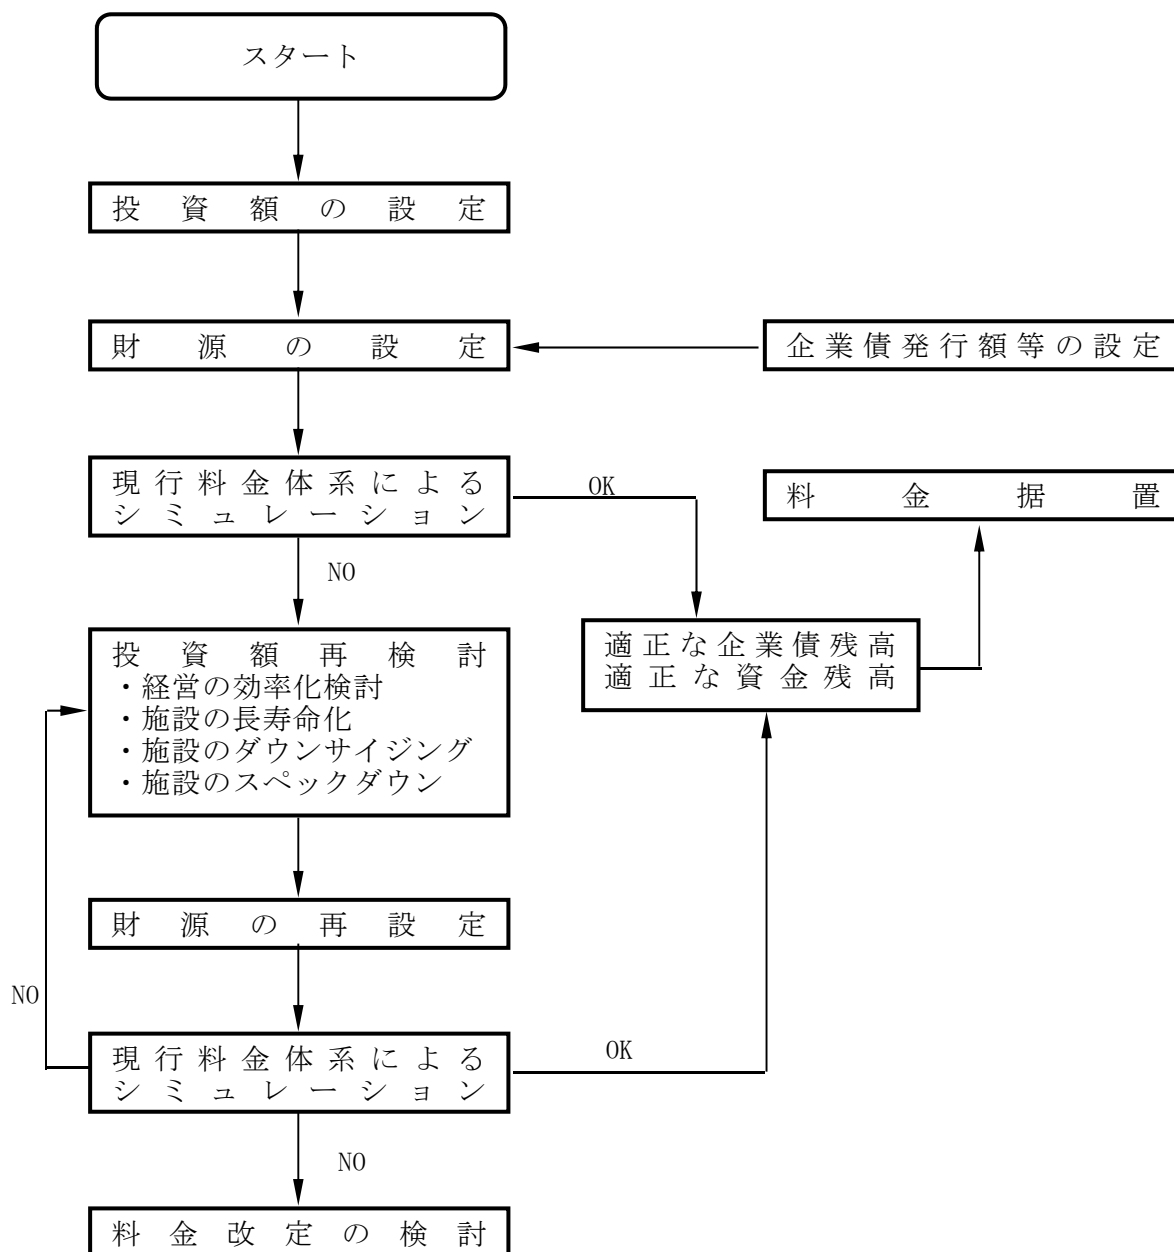 スタート
投資額の設定
財源の設定
企業債発行額等の設定
現行料金体系による
シミュレーション
OK
料金据置
NO
適正な企業債残高
適正な資金残高
投資額再検討
・経営の効率化検討
・施設の長寿命化
・施設のダウンサイジング
・施設のスペックダウン
財源の再設定
NO
現行料金体系による
シミュレーション
OK
NO
料金改定の検討